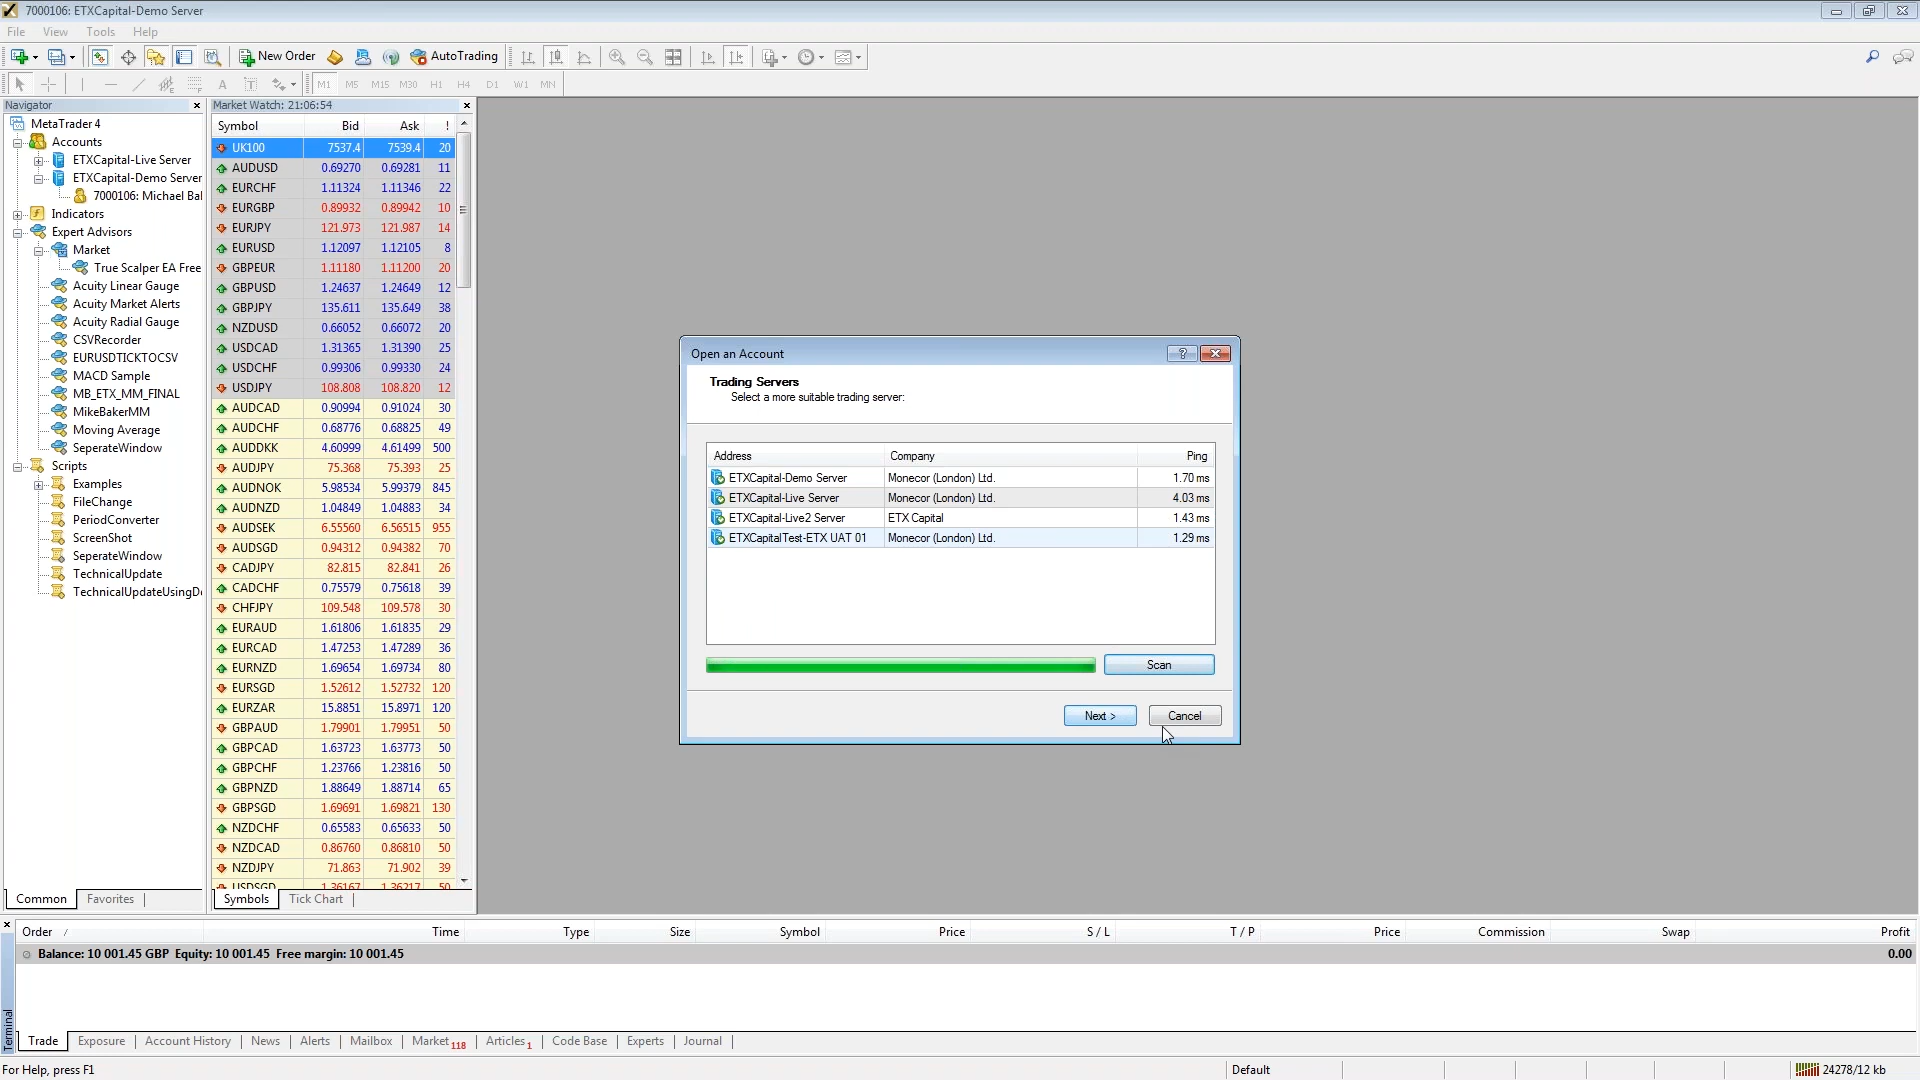 7000106: ETXCapital-Demo Server
File View Tools Help
New Order AutoTrading
A T M1 M5 M15 M30 H1 H4 D1 W1 MN
Navigator
MetaTrader 4
Accounts
ETXCapital-Live Server
ETXCapital-Demo Server
7000106: Michael Bal
Indicators
Expert Advisors
Market
True Scalper EA Free
Acuity Linear Gauge
Acuity Market Alerts
Acuity Radial Gauge
CSVRecorder
EURUSDTICKTOCSV
MACD Sample
MB_ETX_MM_FINAL
MikeBakerMM
Moving Average
SeperateWindow
Scripts
Examples
FileChange
PeriodConverter
ScreenShot
SeperateWindow
TechnicalUpdate
TechnicalUpdateUsingDe
Common Favorites
Market Watch: 21:06:54
Symbol Bid Ask !
UK100 7537.4 7539.4 20
AUDUSD 0.69270 0.69281 11
EURCHF 1.11324 1.11346 22
EURGBP 0.89932 0.89942 10
EURJPY 121.973 121.987 14
EURUSD 1.12097 1.12105 8
GBPEUR 1.11180 1.11200 20
GBPUSD 1.24637 1.24649 12
GBPJPY 135.611 135.649 38
NZDUSD 0.66052 0.66072 20
USDCAD 1.31365 1.31390 25
USDCHF 0.99306 0.99330 24
USDJPY 108.808 108.820 12
AUDCAD 0.90994 0.91024 30
AUDCHF 0.68776 0.68825 49
AUDDKK 4.60999 4.61499 500
AUDJPY 75.368 75.393 25
AUDNOK 5.98534 5.99379 845
AUDNZD 1.04849 1.04883 34
AUDSEK 6.55560 6.56515 955
AUDSGD 0.94312 0.94382 70
CADJPY 82.815 82.841 26
CADCHF 0.75579 0.75618 39
CHFJPY 109.548 109.578 30
EURAUD 1.61806 1.61835 29
EURCAD 1.47253 1.47289 36
EURNZD 1.69654 1.69734 80
EURSGD 1.52612 1.52732 120
EURZAR 15.8851 15.8971 120
GBPAUD 1.79901 1.79951 50
GBPCAD 1.63723 1.63773 50
GBPCHF 1.23766 1.23816 50
GBPNZD 1.88649 1.88714 65
GBPSGD 1.69691 1.69821 130
NZDCHF 0.65583 0.65633 50
NZDCAD 0.86760 0.86810 50
NZDJPY 71.863 71.902 39
USDSGD 1.36167 1.36217 50
Symbols Tick Chart
Open an Account
Trading Servers
Select a more suitable trading server:
Address Company Ping
ETXCapital-Demo Server Monecor (London) Ltd. 1.70 ms
ETXCapital-Live Server Monecor (London) Ltd. 4.03 ms
ETXCapital-Live2 Server ETX Capital 1.43 ms
ETXCapitalTest-ETX UAT 01 Monecor (London) Ltd. 1.29 ms
Scan
Next > Cancel
Order / Time Type Size Symbol Price S / L T / P Price Commission Swap Profit
Balance: 10 001.45 GBP Equity: 10 001.45 Free margin: 10 001.45 0.00
Terminal
Trade Exposure Account History News Alerts Mailbox Market 118 Articles 1 Code Base Experts Journal
For Help, press F1 Default 24278/12 kb